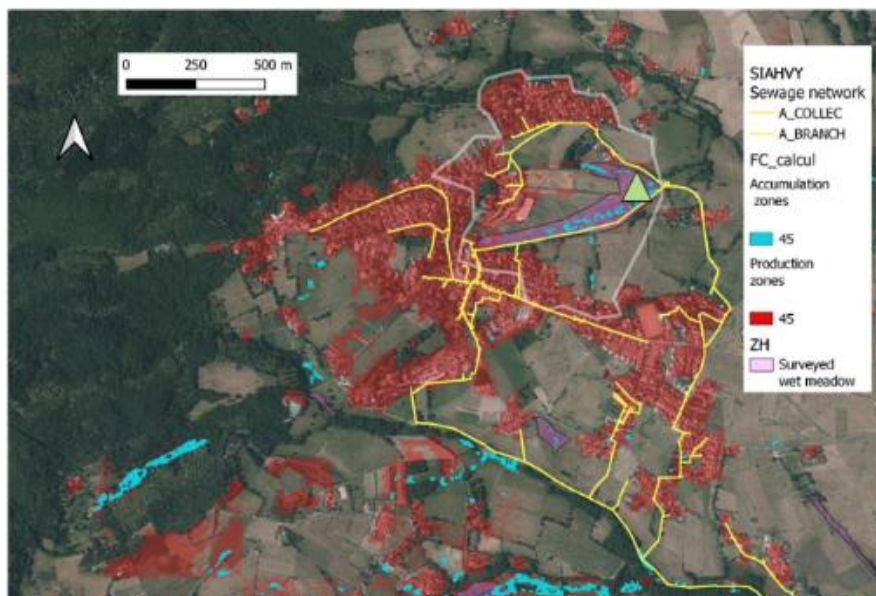 0 250 500 m
SIAHVY
Sewage network
A_COLLEC
A_BRANCH
FC_calcul
Accumulation
zones
45
Production
zones
45
ZH
Surveyed
wet meadow